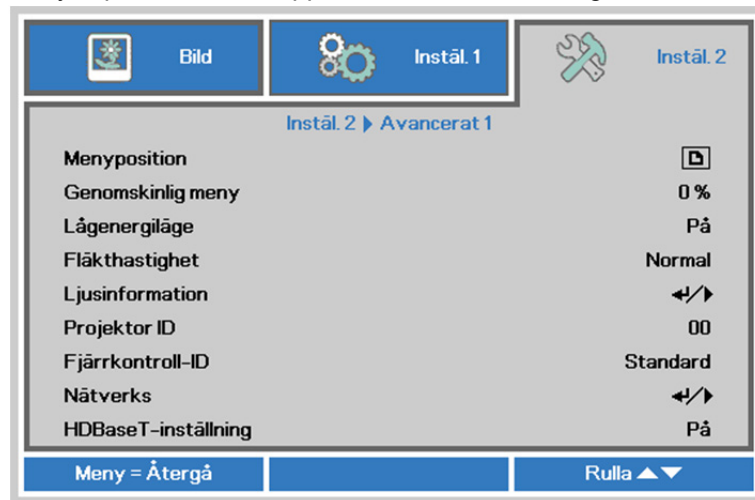 Bild
Instäl. 1
Instäl. 2
Instäl. 2 Avancerat 1
Menyposition
Genomskinlig meny 0 %
Lågenergiläge På
Fläkthastighet Normal
Ljusinformation
Projektor ID 00
Fjärrkontroll-ID Standard
Nätverks
HDBaseT-inställning På
Meny = Återgå
Rulla